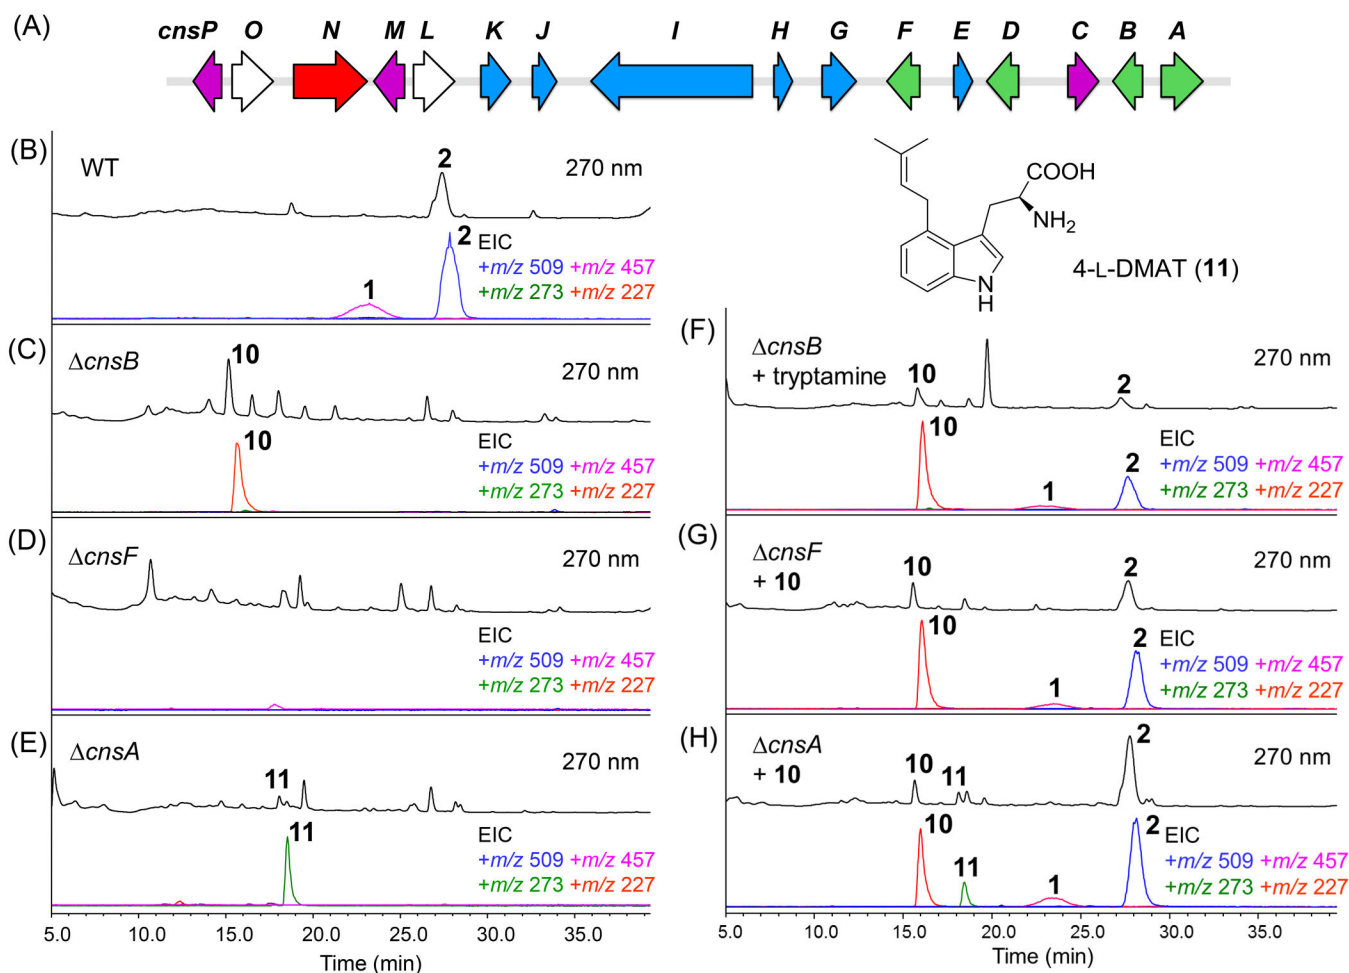 (A)
cnsP O N M L K J I H G F E D C B A
(B)
WT
2
270 nm
2
1
EIC
+m/z 509 +m/z 457
+m/z 273 +m/z 227
COOH
NH2
N
H
4-L-DMAT (11)
(C)
ΔcnsB
10
270 nm
10
EIC
+m/z 509 +m/z 457
+m/z 273 +m/z 227
(D)
ΔcnsF
270 nm
EIC
+m/z 509 +m/z 457
+m/z 273 +m/z 227
(E)
ΔcnsA
11
270 nm
11
EIC
+m/z 509 +m/z 457
+m/z 273 +m/z 227
5.0 10.0 15.0 20.0 25.0 30.0 35.0
Time (min)
(F)
ΔcnsB
+ tryptamine
10
2
270 nm
10
1
2
EIC
+m/z 509 +m/z 457
+m/z 273 +m/z 227
(G)
ΔcnsF
+ 10
10
2
270 nm
10
1
2
EIC
+m/z 509 +m/z 457
+m/z 273 +m/z 227
(H)
ΔcnsA
+ 10
10
11
2
270 nm
10
11
1
2
EIC
+m/z 509 +m/z 457
+m/z 273 +m/z 227
5.0 10.0 15.0 20.0 25.0 30.0 35.0
Time (min)